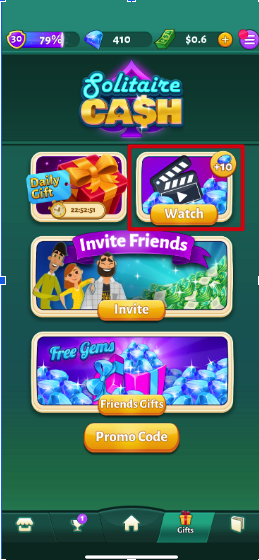 30
79%
410
$0.6
+
Solitaire
CA$H
Daily
Gift
22:52:51
+10
Watch
Invite Friends
Invite
Free Gems
Friends Gifts
Promo Code
1
Gifts